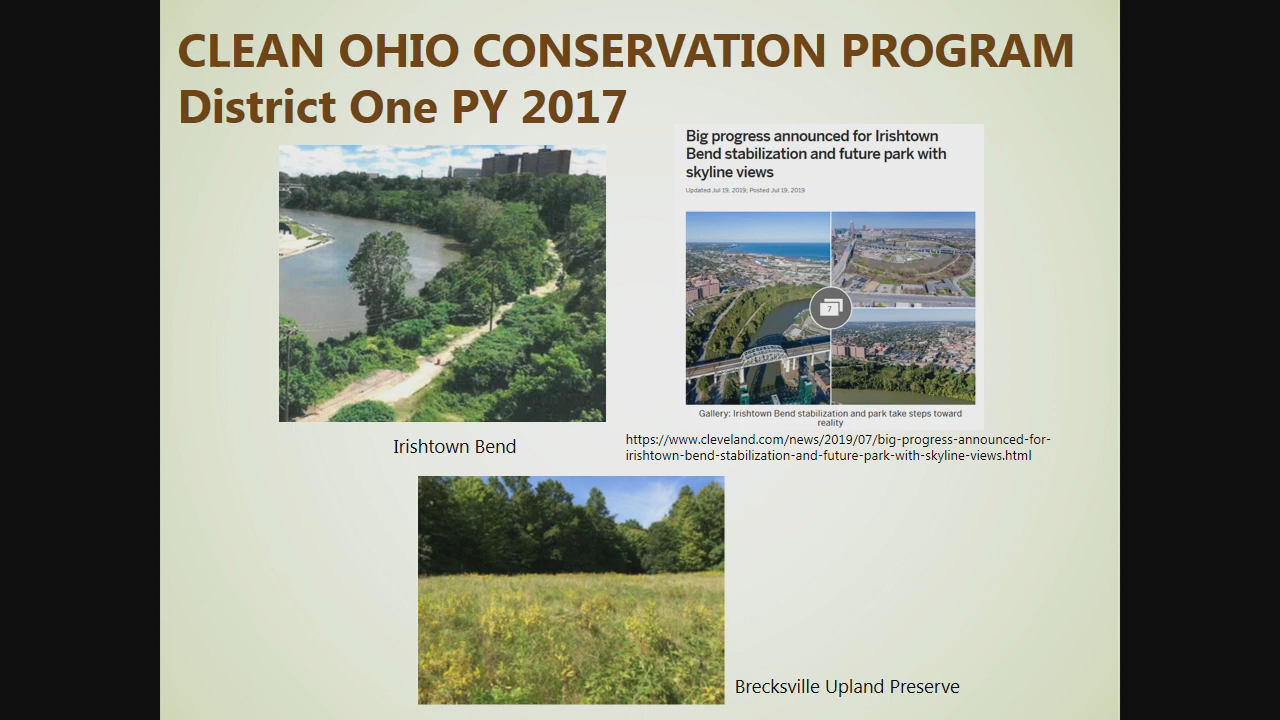 CLEAN OHIO CONSERVATION PROGRAM
District One PY 2017
Big progress announced for Irishtown
Bend stabilization and future park with
skyline views
Updated Jul 19, 2019; Posted Jul 19, 2019
7
Gallery: Irishtown Bend stabilization and park take steps toward
reality
Irishtown Bend
https://www.cleveland.com/news/2019/07/big-progress-announced-for-
irishtown-bend-stabilization-and-future-park-with-skyline-views.html
Brecksville Upland Preserve